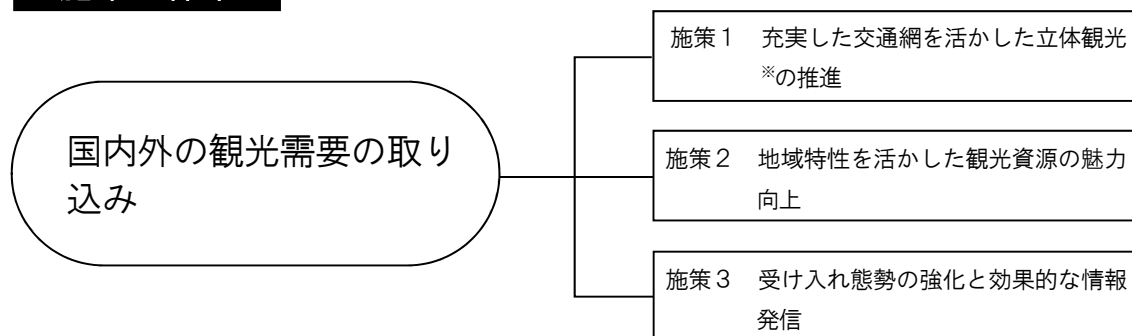 国内外の観光需要の取り
込み
施策１　充実した交通網を活かした立体観光
※の推進
施策２　地域特性を活かした観光資源の魅力
向上
施策３　受け入れ態勢の強化と効果的な情報
発信